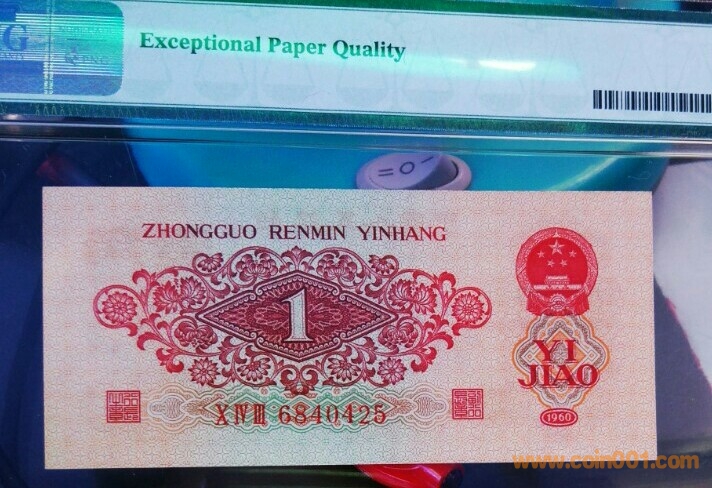 Exceptional Paper Quality
ZHONGGUO RENMIN YINHANG
1
YI
JIAO
X IV III 6840425
1960
www.coin001.com